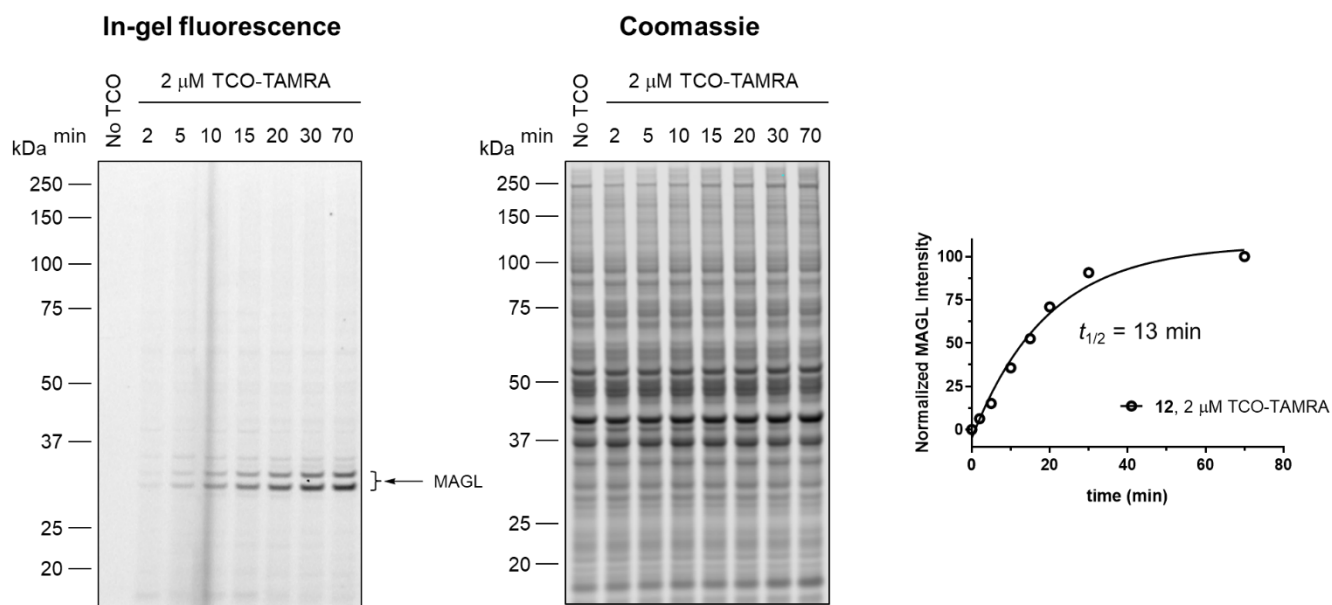 In-gel fluorescence
No TCO
2 μM TCO-TAMRA
min 2 5 10 15 20 30 70
kDa
250
150
100
75
50
37
25
20
MAGL
Coomassie
No TCO
2 μM TCO-TAMRA
min 2 5 10 15 20 30 70
kDa
250
150
100
75
50
37
25
20
Normalized MAGL Intensity
100
75
50
25
0
t1/2 = 13 min
12, 2 μM TCO-TAMRA
0 20 40 60 80
time (min)